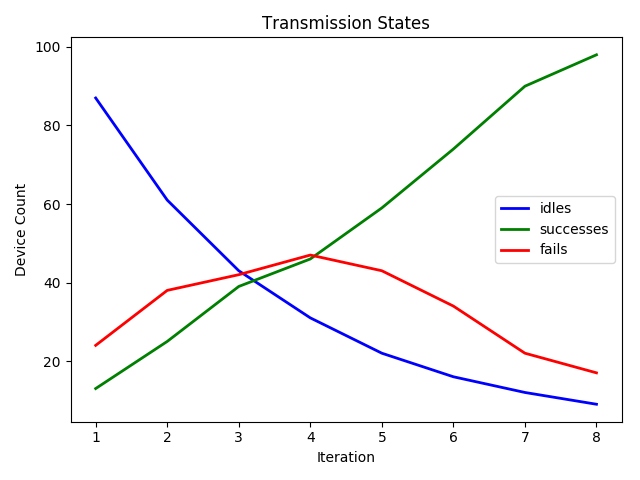 Transmission States
Device Count
100
80
60
40
20
idles
successes
fails
1 2 3 4 5 6 7 8
Iteration